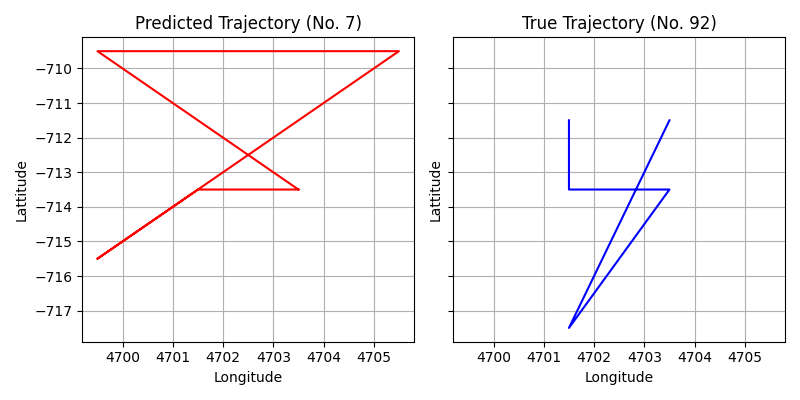 Predicted Trajectory (No. 7)
True Trajectory (No. 92)
Lattitude
−710
−711
−712
−713
−714
−715
−716
−717
4700 4701 4702 4703 4704 4705
Longitude
Lattitude
4700 4701 4702 4703 4704 4705
Longitude